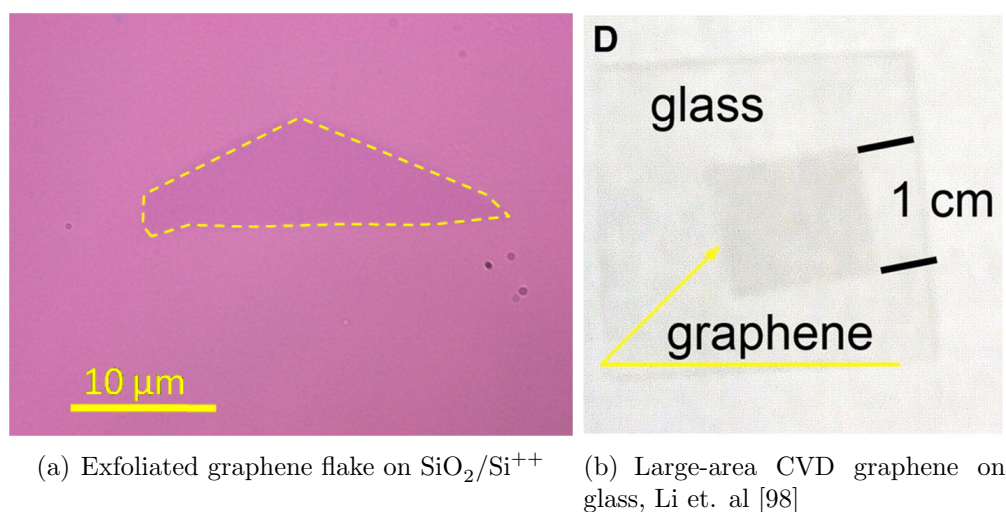 D
glass
1 cm
graphene
10 µm
(a) Exfoliated graphene flake on SiO₂/Si⁺⁺
(b) Large-area CVD graphene on
glass, Li et. al [98]